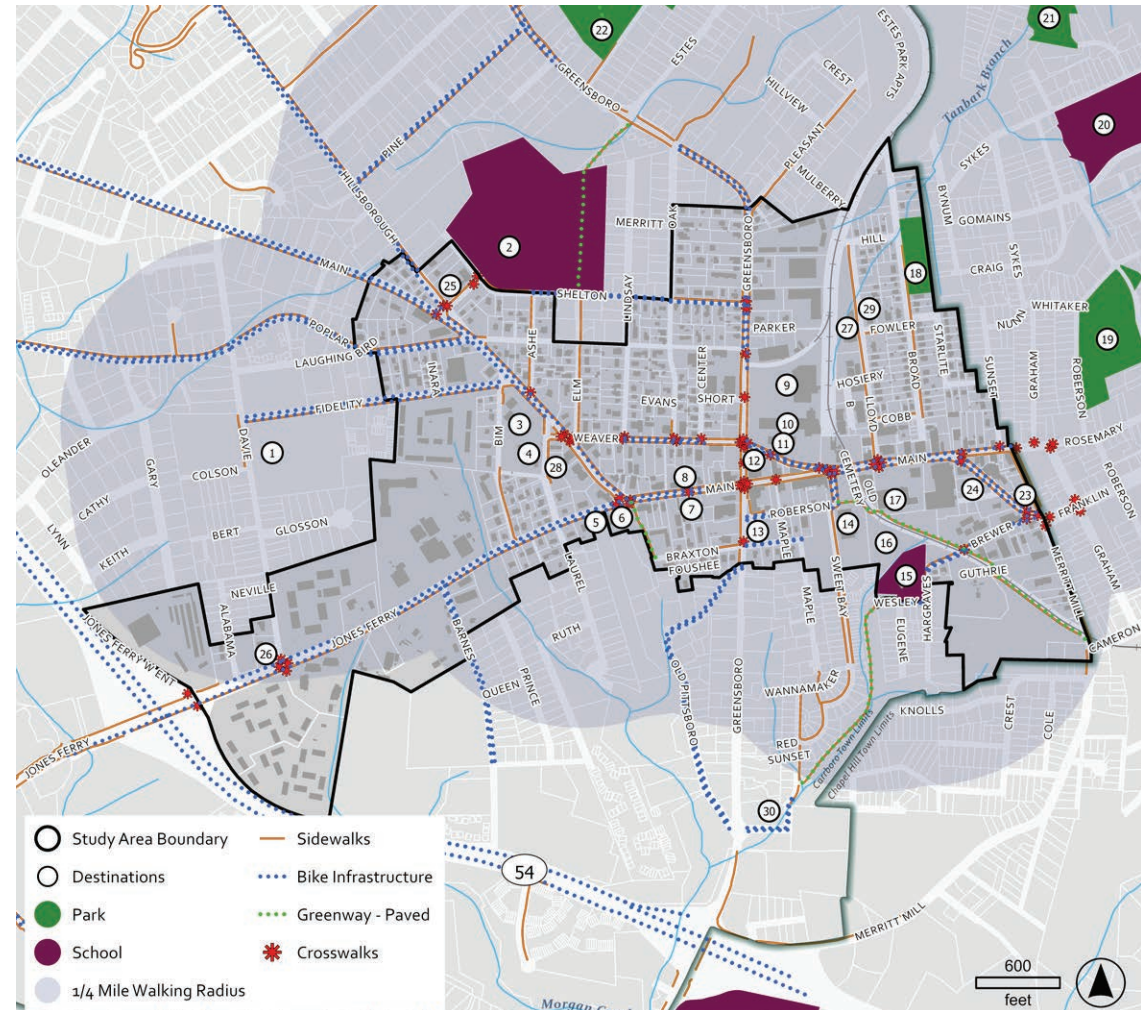 22
21
20
19
18
2
25
29
27
9
10
11
12
3
4
28
1
8
7
5
6
13
14
17
16
15
24
23
26
30
ESTES PARK APTS
Tanbark Branch
ESTES
GREENSBORO
HILLVIEW
CREST
PLEASANT
MULBERRY
PINE
HILLSBOROUGH
MAIN
SYKES
BYNUM
GOMAINS
SYKES
CRAIG
WHITAKER
NUNN
MERRITT
OAK
GREENSBORO
HILL
SHELTON
LINDSAY
PARKER
FOWLER
STARLITE
BROAD
SUNSET
GRAHAM
ROBERSON
POPLAR
LAUGHING BIRD
INARA
ASHE
ELM
CENTER
SHORT
EVANS
HOSIERY
B
LLOYD
COBB
FIDELITY
BIM
WEAVER
MAIN
MAIN
ROSEMARY
ROBERSON
FRANKLIN
OLEANDER
DAVIE
COLSON
GARY
CATHY
LYNN
KEITH
BERT
GLOSSON
CEMETERY
OLD
ROBERSON
MAPLE
BRAXTON
FOUSHEE
BREWER
GUTHRIE
MERRITT MILL
GRAHAM
CAMERON
NEVILLE
ALABAMA
JONES FERRY
JONES FERRY W ENT
JONES FERRY
BARNES
LAUREL
RUTH
QUEEN
PRINCE
OLD PITTSBORO
GREENSBORO
MAPLE
SWEET BAY
WESLEY
EUGENE
HARGRAVES
WANNAMAKER
KNOLLS
CREST
COLE
RED
SUNSET
Carrboro Town Limits
Chapel Hill Town Limits
MERRITT MILL
54
Study Area Boundary
Destinations
Park
School
1/4 Mile Walking Radius
Sidewalks
Bike Infrastructure
Greenway - Paved
Crosswalks
600
feet